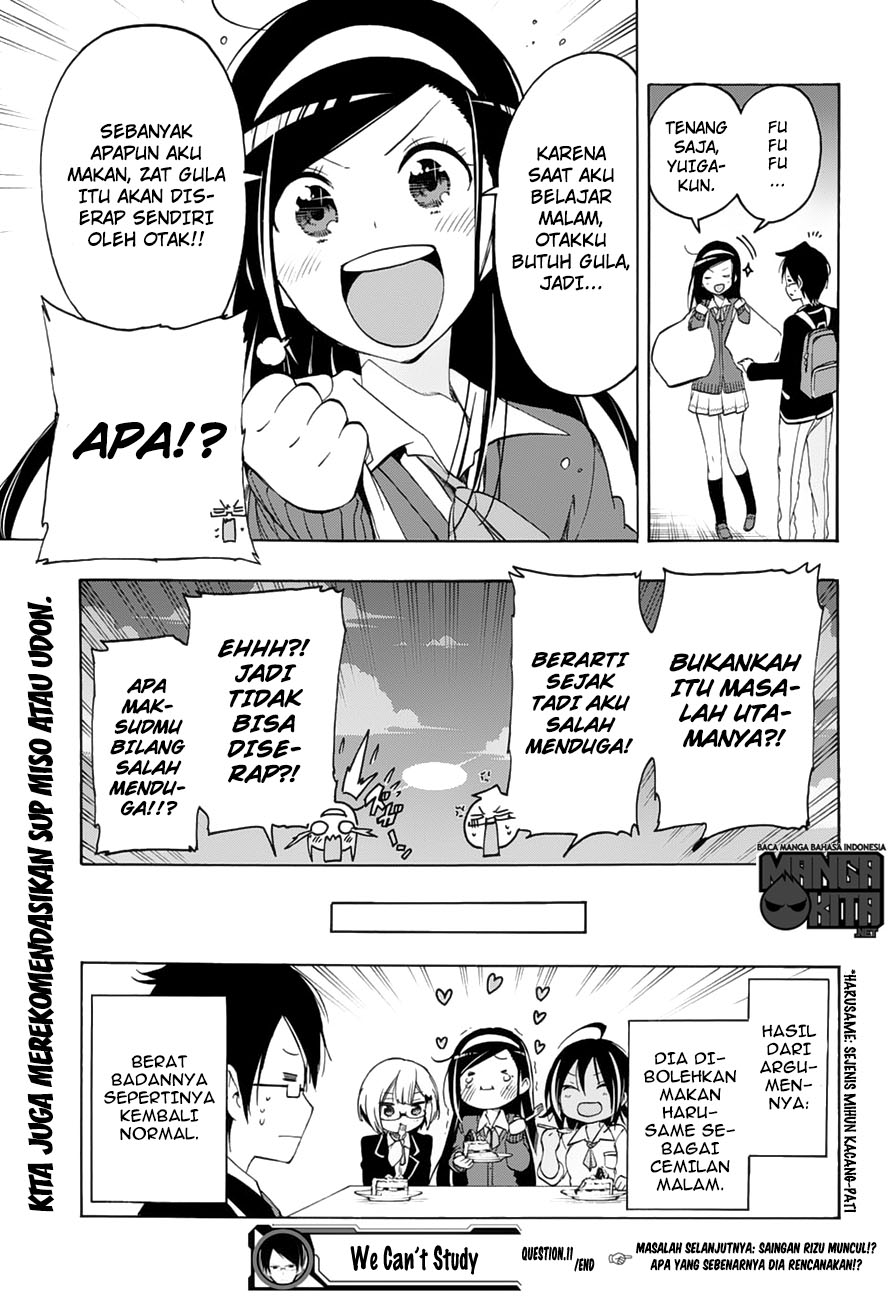 FU
FU
FU
...
TENANG
SAJA,
YUIGA-
KUN.
KARENA
SAAT AKU
BELAJAR
MALAM,
OTAKKU
BUTUH GULA,
JADI...
SEBANYAK
APAPUN AKU
MAKAN, ZAT GULA
ITU AKAN DIS-
ERAP SENDIRI
OLEH OTAK!!
APA!?
BUKANKAH
ITU MASA-
LAH UTA-
MANYA?!
BERARTI
SEJAK
TADI AKU
SALAH
MENDUGA!
EHHH?!
JADI
TIDAK
BISA
DISE-
RAP?!
APA
MAK-
SUDMU
BILANG
SALAH
MENDU-
GA!!?
KITA JUGA MEREKOMENDASIKAN SUP MISO ATAU UDON.
BACA MANGA BAHASA INDONESIA
MANGA
KITA
.NET
HASIL
DARI
ARGU-
MEN-
NYA:
DIA DI-
BOLEHKAN
MAKAN
HARU-
SAME SE-
BAGAI
CEMILAN
MALAM.
BERAT
BADANNYA
SEPERTINYA
KEMBALI
NORMAL.
*HARUSAME: SEJENIS MIHUN KACANG-PATI
We Can't Study
QUESTION.11
/END
MASALAH SELANJUTNYA: SAINGAN RIZU MUNCUL!?
APA YANG SEBENARNYA DIA RENCANAKAN!?